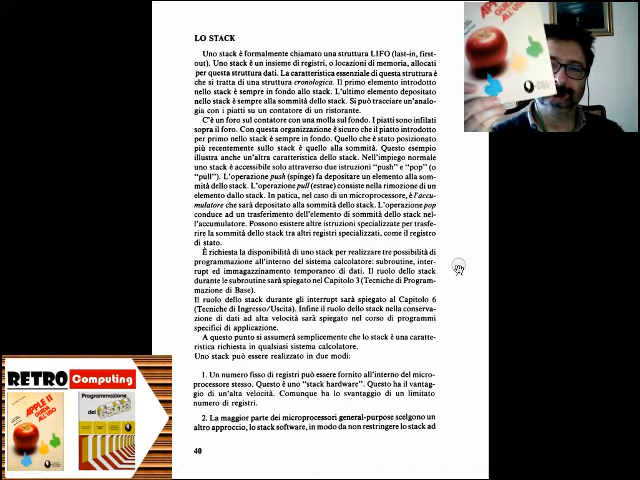 LO STACK
Uno stack è formalmente chiamato una struttura LIFO (last-in, first-
out). Uno stack è un insieme di registri, o locazioni di memoria, allocati
per questa struttura dati. La caratteristica essenziale di questa struttura è
che si tratta di una struttura cronologica. Il primo elemento introdotto
nello stack è sempre in fondo allo stack. L'ultimo elemento depositato
nello stack è sempre alla sommità dello stack. Si può tracciare un'analo-
gia con i piatti su un contatore di un ristorante.
C'è un foro sul contatore con una molla sul fondo. I piatti sono infilati
sopra il foro. Con questa organizzazione è sicuro che il piatto introdotto
per primo nello stack è sempre in fondo. Quello che è stato posizionato
più recentemente sullo stack è quello alla sommità. Questo esempio
illustra anche un'altra caratteristica dello stack. Nell'impiego normale
uno stack è accessibile solo attraverso due istruzioni "push" e "pop" (o
"pull"). L'operazione push (spinge) fa depositare un elemento alla som-
mità dello stack. L'operazione pull (estrae) consiste nella rimozione di un
elemento dallo stack. In patica, nel caso di un microprocessore, è l'accu-
mulatore che sarà depositato alla sommità dello stack. L'operazione pop
conduce ad un trasferimento dell'elemento di sommità dello stack nel-
l'accumulatore. Possono esistere altre istruzioni specializzate per trasfe-
rire la sommità dello stack tra altri registri specializzati, come il registro
di stato.
È richiesta la disponibilità di uno stack per realizzare tre possibilità di
programmazione all'interno del sistema calcolatore: subroutine, inter-
rupt ed immagazzinamento temporaneo di dati. Il ruolo dello stack
durante le subroutine sarà spiegato nel Capitolo 3 (Tecniche di Program-
mazione di Base).
Il ruolo dello stack durante gli interrupt sarà spiegato al Capitolo 6
(Tecniche di Ingresso/Uscita). Infine il ruolo dello stack nella conserva-
zione di dati ad alta velocità sarà spiegato nel corso di programmi
specifici di applicazione.
A questo punto si assumerà semplicemente che lo stack è una caratte-
ristica richiesta in qualsiasi sistema calcolatore.
Uno stack può essere realizzato in due modi:
1. Un numero fisso di registri può essere fornito all'interno del micro-
processore stesso. Questo è uno "stack hardware". Questo ha il vantag-
gio di un'alta velocità. Comunque ha lo svantaggio di un limitato
numero di registri.
2. La maggior parte dei microprocessori general-purpose scelgono un
altro approccio, lo stack software, in modo da non restringere lo stack ad
40
APPLE II
GUIDA
ALL'USO
RETRO Computing
APPLE II
GUIDA
ALL'USO
Programmazione
del